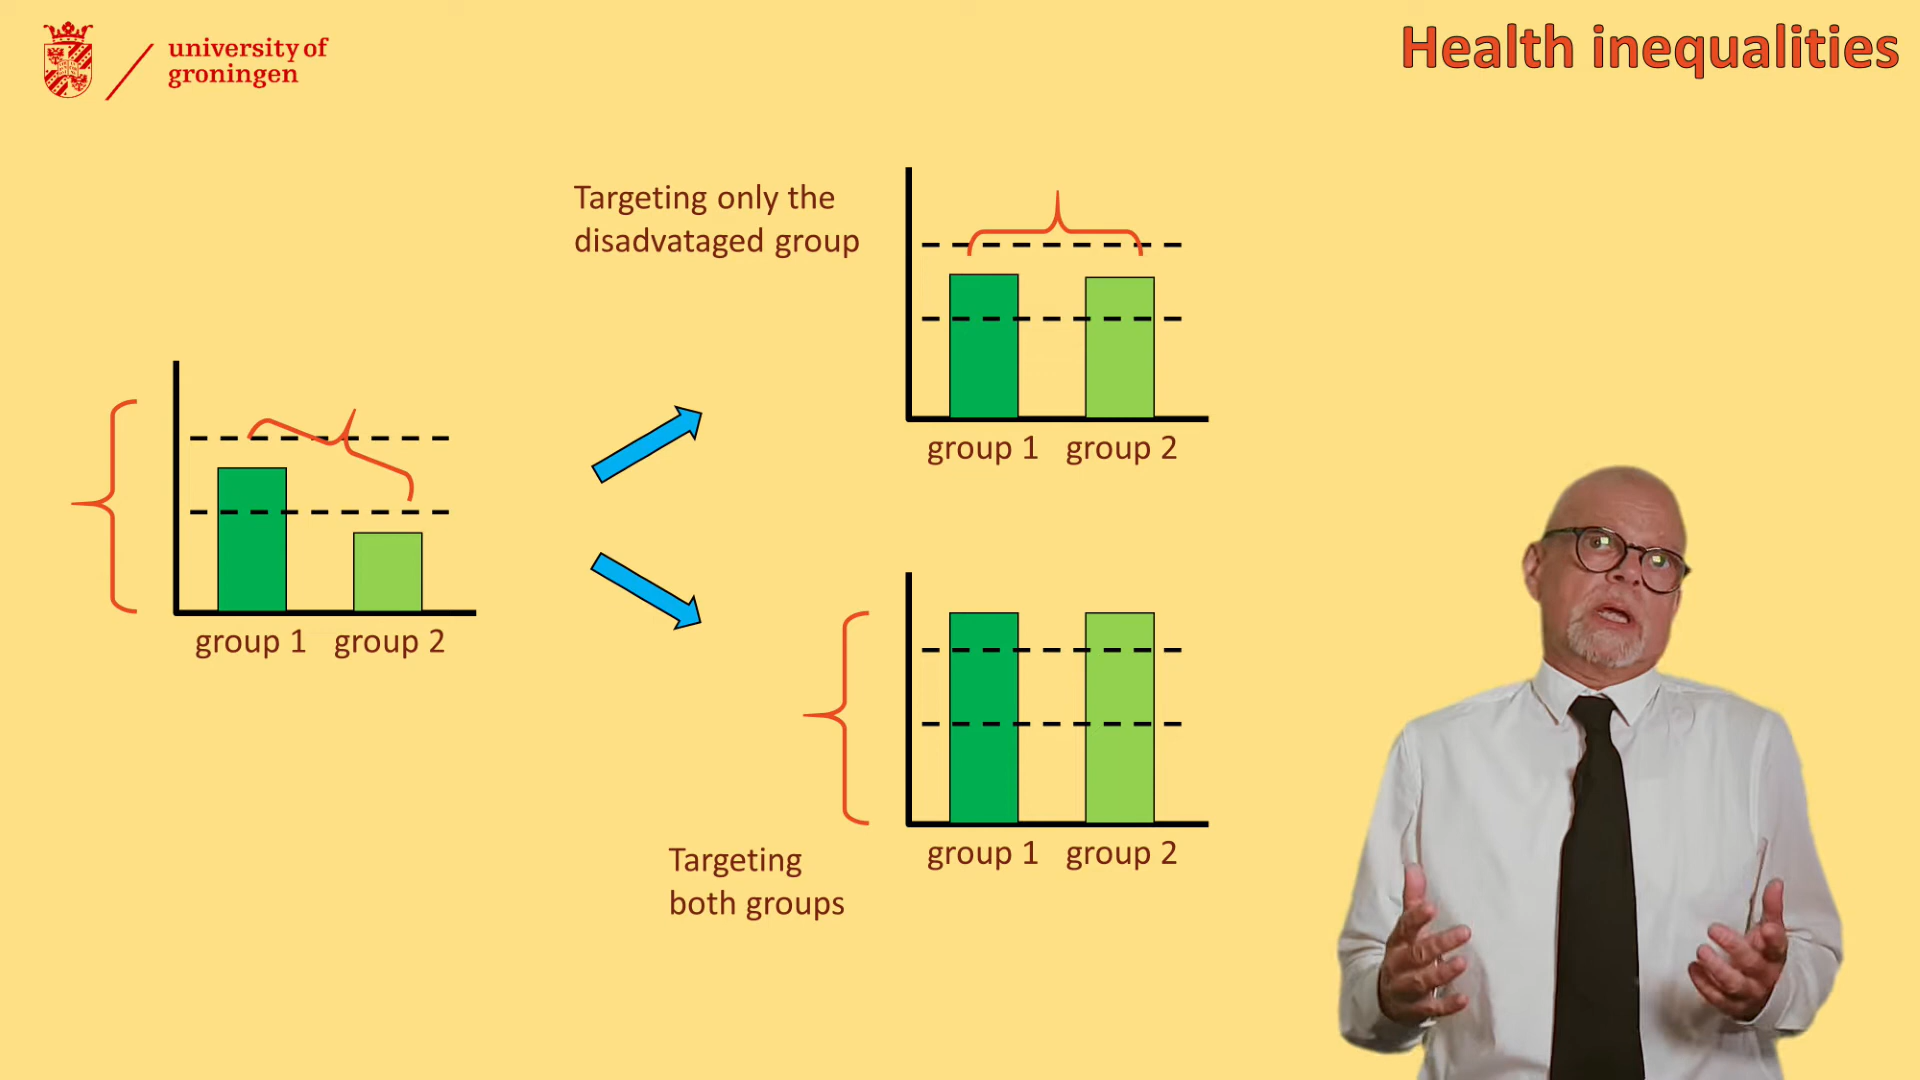 university of
groningen
Health inequalities
Targeting only the
disadvataged group
group 1 group 2
group 1 group 2
group 1 group 2
Targeting
both groups